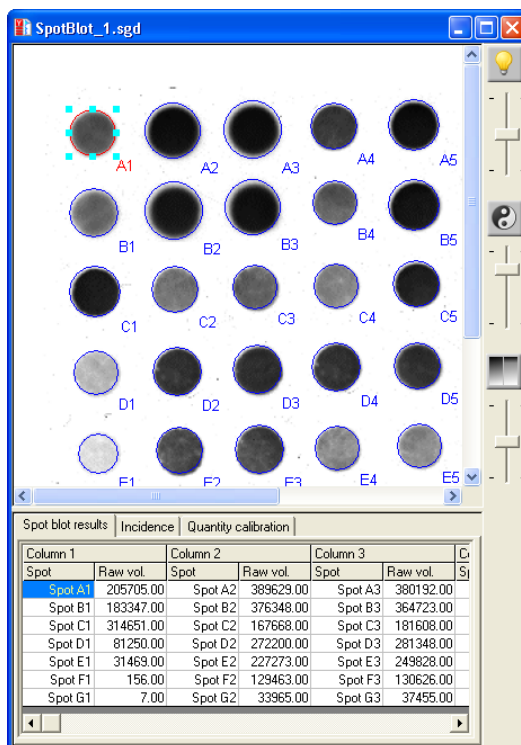 SpotBlot_1.sgd
A1 A2 A3 A4 A5
B1 B2 B3 B4 B5
C1 C2 C3 C4 C5
D1 D2 D3 D4 D5
E1 E2 E3 E4 E5
Spot blot results Incidence Quantity calibration
Column 1 Column 2 Column 3
Spot Raw vol. Spot Raw vol. Spot Raw vol.
Spot A1 205705.00 Spot A2 389629.00 Spot A3 380192.00
Spot B1 183347.00 Spot B2 376348.00 Spot B3 364723.00
Spot C1 314651.00 Spot C2 167668.00 Spot C3 181608.00
Spot D1 81250.00 Spot D2 272200.00 Spot D3 281348.00
Spot E1 31469.00 Spot E2 227273.00 Spot E3 249828.00
Spot F1 156.00 Spot F2 129463.00 Spot F3 130626.00
Spot G1 7.00 Spot G2 33965.00 Spot G3 37455.00